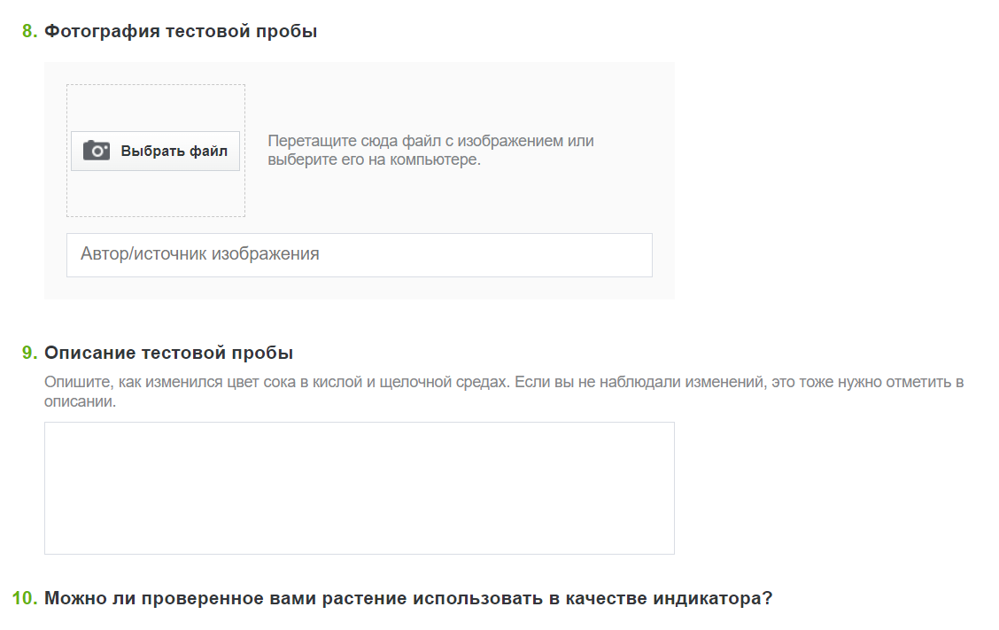 8. Фотография тестовой пробы
Выбрать файл
Перетащите сюда файл с изображением или
выберите его на компьютере.
Автор/источник изображения
9. Описание тестовой пробы
Опишите, как изменился цвет сока в кислой и щелочной средах. Если вы не наблюдали изменений, это тоже нужно отметить в
описании.
10. Можно ли проверенное вами растение использовать в качестве индикатора?